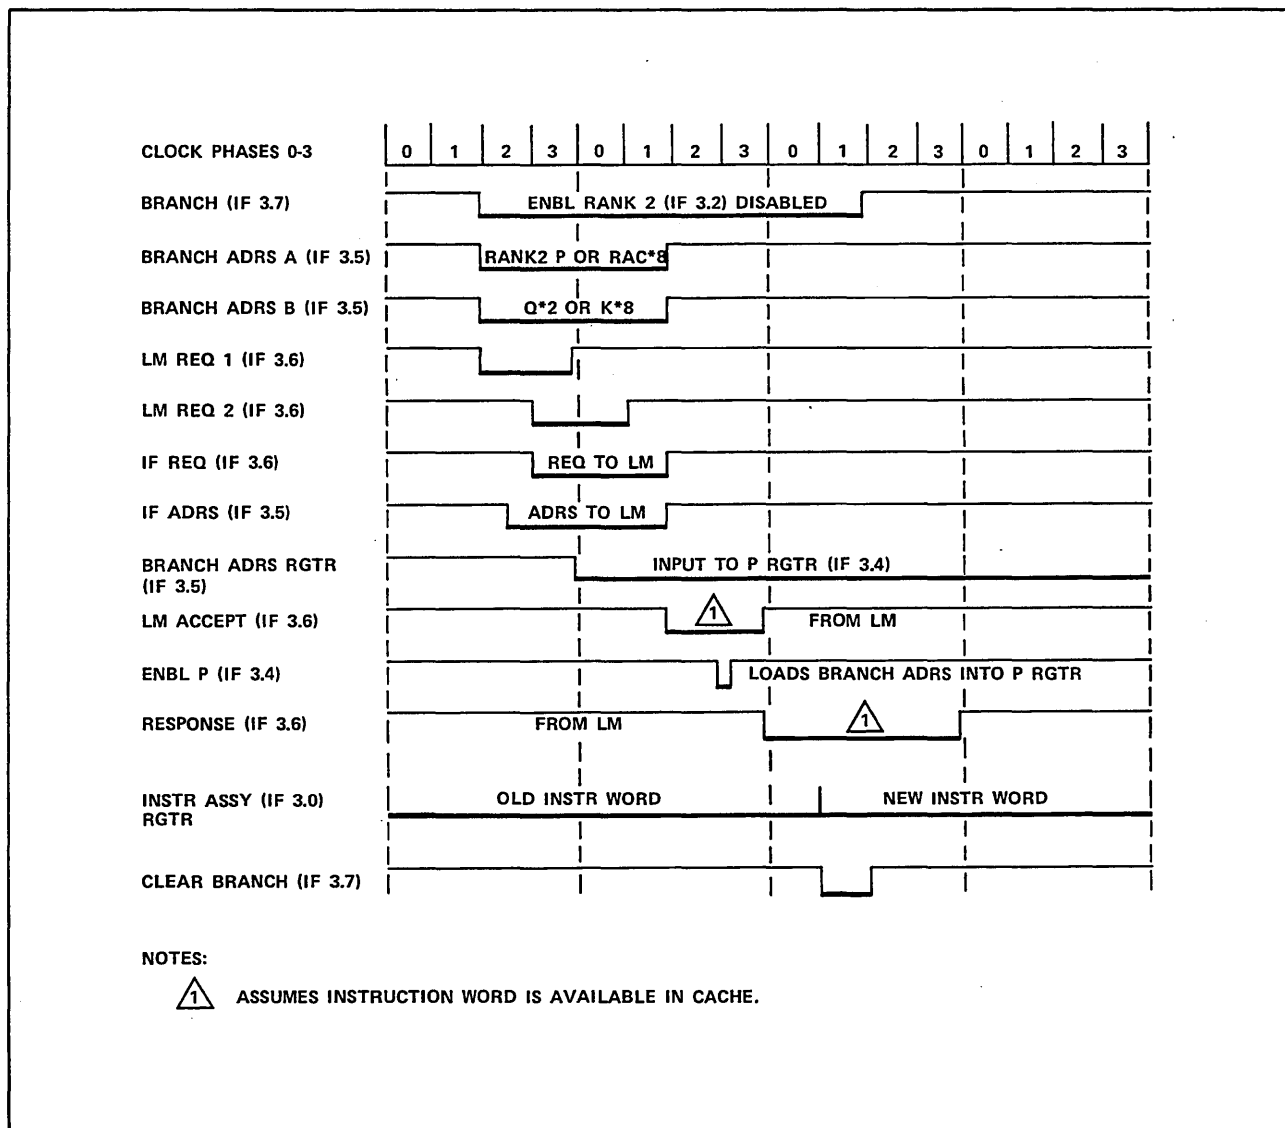 CLOCK PHASES 0-3 0 1 2 3 0 1 2 3 0 1 2 3 0 1 2 3
BRANCH (IF 3.7) ENBL RANK 2 (IF 3.2) DISABLED
BRANCH ADRS A (IF 3.5) RANK2 P OR RAC*8
BRANCH ADRS B (IF 3.5) Q*2 OR K*8
LM REQ 1 (IF 3.6)
LM REQ 2 (IF 3.6)
IF REQ (IF 3.6) REQ TO LM
IF ADRS (IF 3.5) ADRS TO LM
BRANCH ADRS RGTR INPUT TO P RGTR (IF 3.4)
(IF 3.5)
LM ACCEPT (IF 3.6) 1 FROM LM
ENBL P (IF 3.4) LOADS BRANCH ADRS INTO P RGTR
RESPONSE (IF 3.6) FROM LM 1
INSTR ASSY (IF 3.0) OLD INSTR WORD NEW INSTR WORD
RGTR
CLEAR BRANCH (IF 3.7)
NOTES:
1 ASSUMES INSTRUCTION WORD IS AVAILABLE IN CACHE.